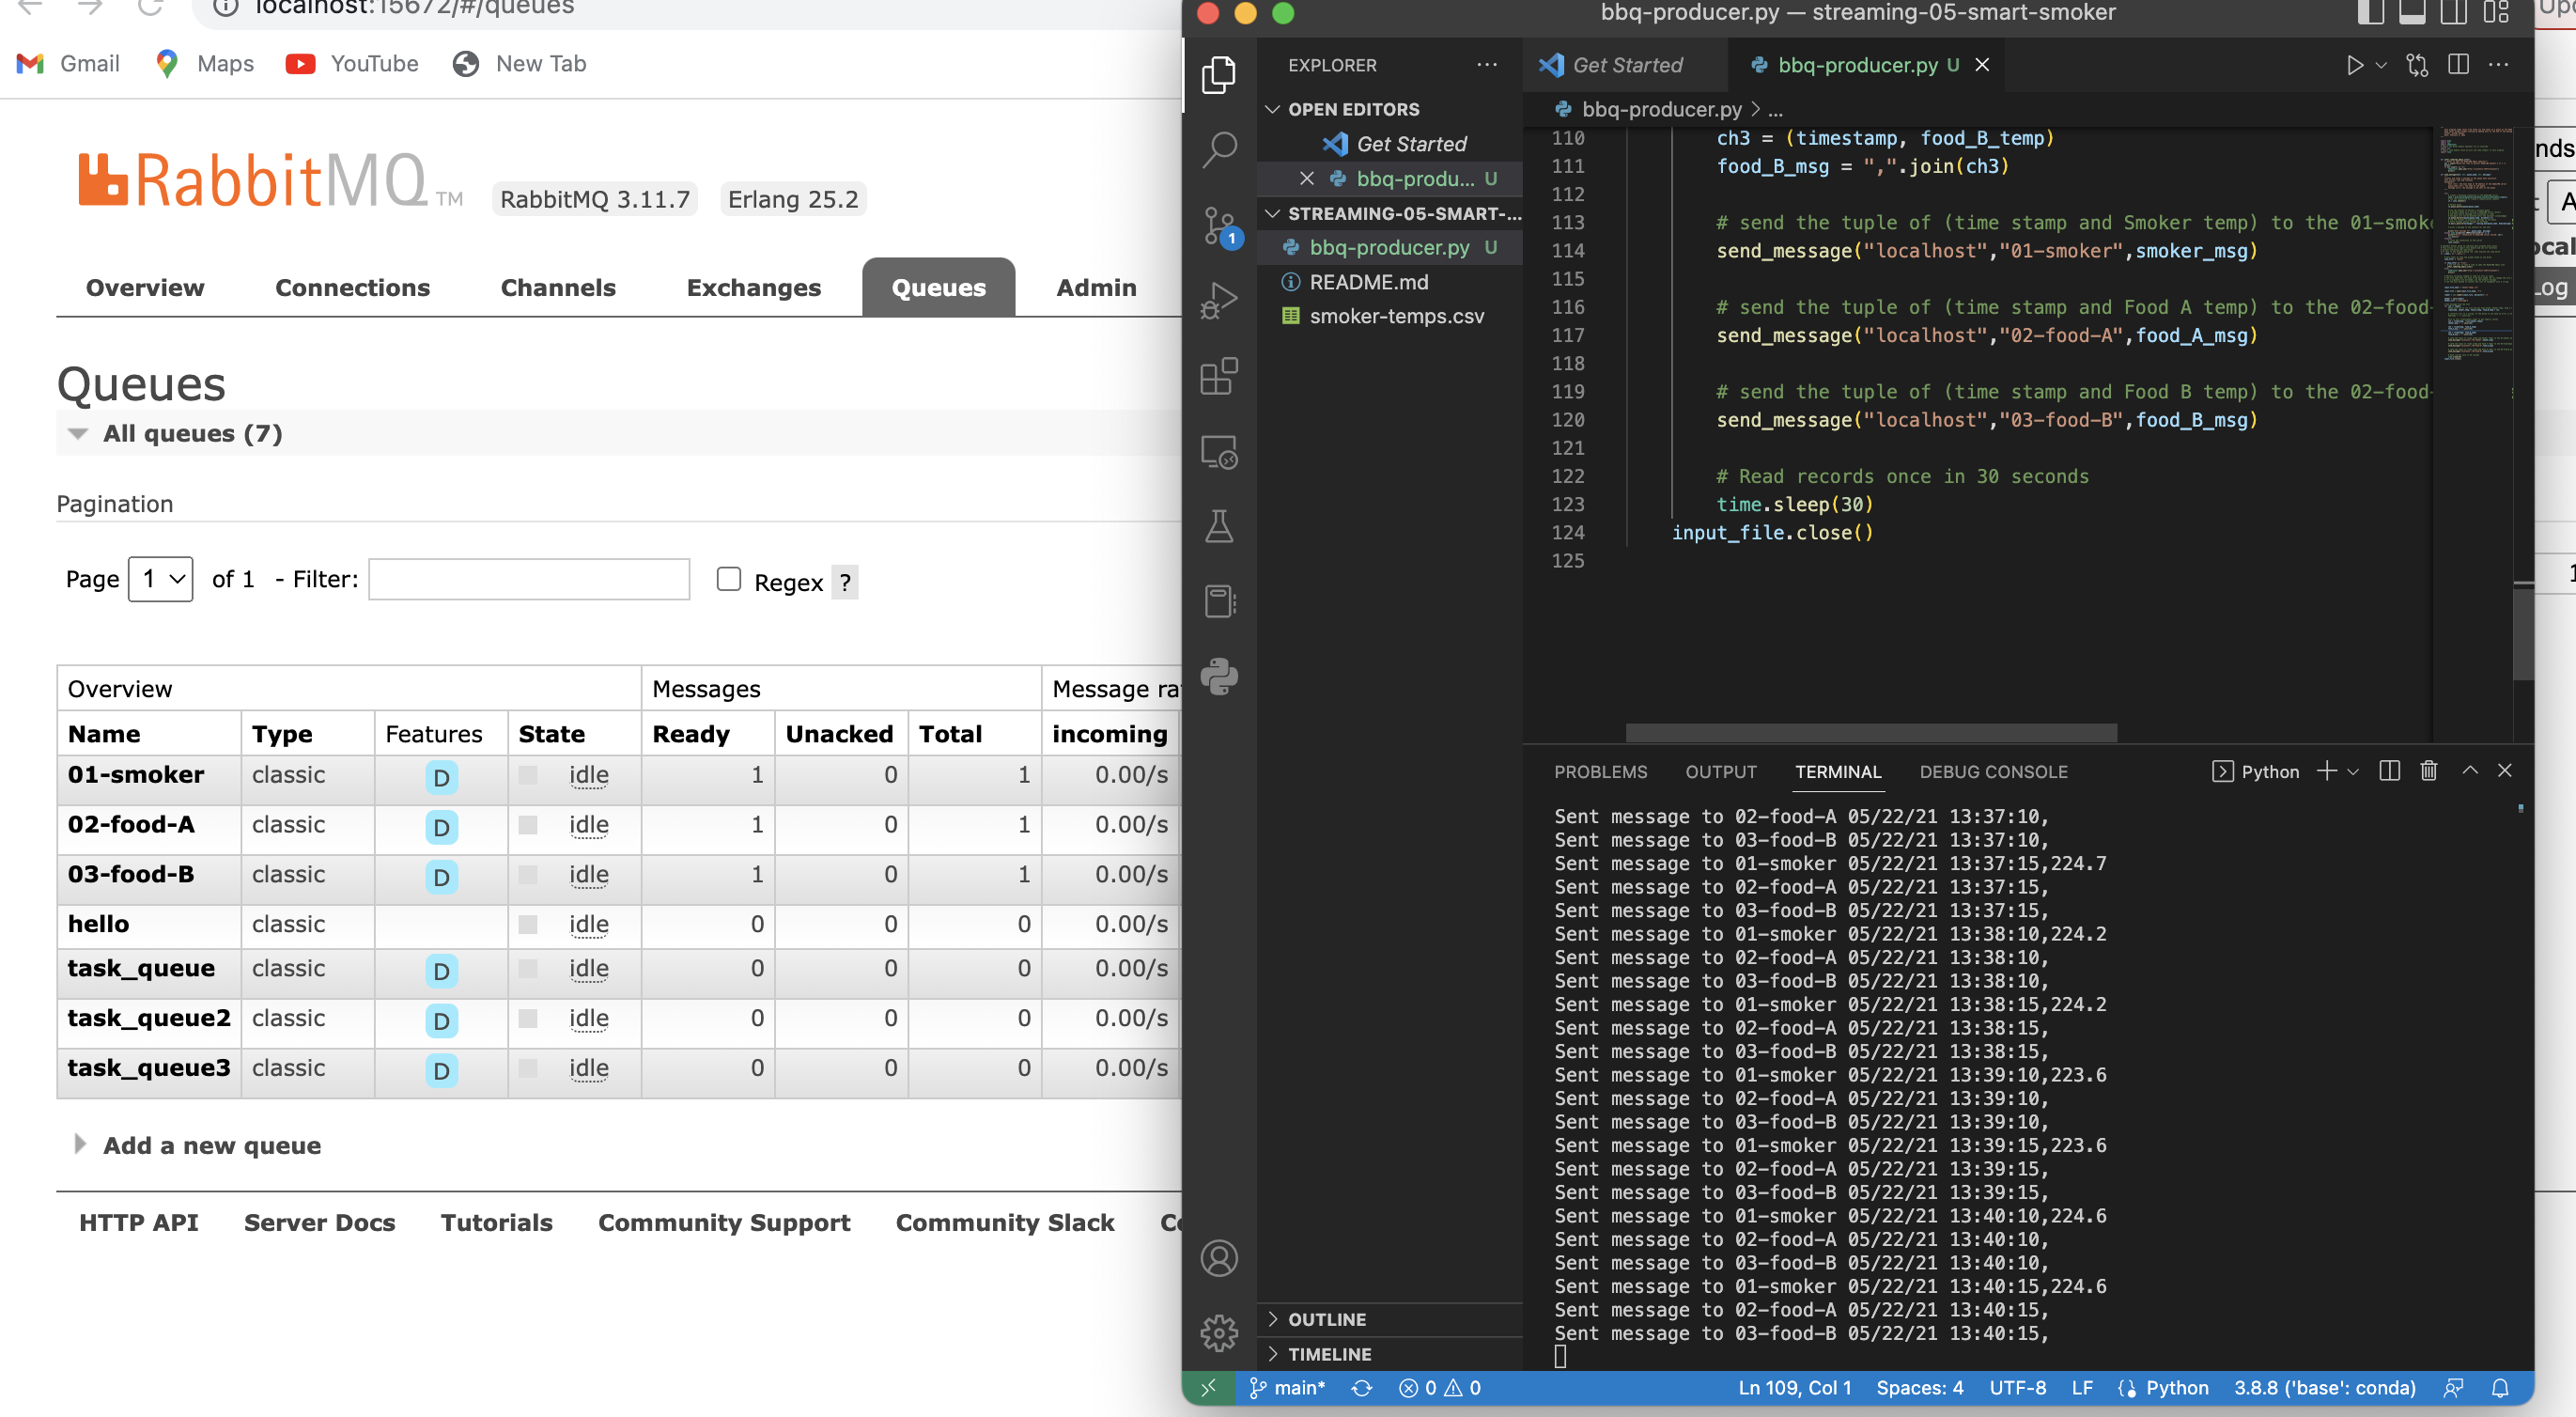 localhost:15672/#/queues
Gmail Maps YouTube New Tab
RabbitMQ TM RabbitMQ 3.11.7 Erlang 25.2
Overview Connections Channels Exchanges Queues Admin
Queues
All queues (7)
Pagination
Page 1 of 1 - Filter: Regex ?
Overview Messages Message ra
Name Type Features State Ready Unacked Total incoming
01-smoker classic D idle 1 0 1 0.00/s
02-food-A classic D idle 1 0 1 0.00/s
03-food-B classic D idle 1 0 1 0.00/s
hello classic idle 0 0 0 0.00/s
task_queue classic D idle 0 0 0 0.00/s
task_queue2 classic D idle 0 0 0 0.00/s
task_queue3 classic D idle 0 0 0 0.00/s
Add a new queue
HTTP API Server Docs Tutorials Community Support Community Slack
bbq-producer.py — streaming-05-smart-smoker
EXPLORER ...
OPEN EDITORS
Get Started
bbq-produ... U
STREAMING-05-SMART-...
bbq-producer.py U
README.md
smoker-temps.csv
1
OUTLINE
TIMELINE
Get Started bbq-producer.py U
bbq-producer.py > ...
110 ch3 = (timestamp, food_B_temp)
111 food_B_msg = ",".join(ch3)
112
113 # send the tuple of (time stamp and Smoker temp) to the 01-smok
114 send_message("localhost","01-smoker",smoker_msg)
115
116 # send the tuple of (time stamp and Food A temp) to the 02-food-
117 send_message("localhost","02-food-A",food_A_msg)
118
119 # send the tuple of (time stamp and Food B temp) to the 02-food-
120 send_message("localhost","03-food-B",food_B_msg)
121
122 # Read records once in 30 seconds
123 time.sleep(30)
124 input_file.close()
125
PROBLEMS OUTPUT TERMINAL DEBUG CONSOLE Python
Sent message to 02-food-A 05/22/21 13:37:10,
Sent message to 03-food-B 05/22/21 13:37:10,
Sent message to 01-smoker 05/22/21 13:37:15,224.7
Sent message to 02-food-A 05/22/21 13:37:15,
Sent message to 03-food-B 05/22/21 13:37:15,
Sent message to 01-smoker 05/22/21 13:38:10,224.2
Sent message to 02-food-A 05/22/21 13:38:10,
Sent message to 03-food-B 05/22/21 13:38:10,
Sent message to 01-smoker 05/22/21 13:38:15,224.2
Sent message to 02-food-A 05/22/21 13:38:15,
Sent message to 03-food-B 05/22/21 13:38:15,
Sent message to 01-smoker 05/22/21 13:39:10,223.6
Sent message to 02-food-A 05/22/21 13:39:10,
Sent message to 03-food-B 05/22/21 13:39:10,
Sent message to 01-smoker 05/22/21 13:39:15,223.6
Sent message to 02-food-A 05/22/21 13:39:15,
Sent message to 03-food-B 05/22/21 13:39:15,
Sent message to 01-smoker 05/22/21 13:40:10,224.6
Sent message to 02-food-A 05/22/21 13:40:10,
Sent message to 03-food-B 05/22/21 13:40:10,
Sent message to 01-smoker 05/22/21 13:40:15,224.6
Sent message to 02-food-A 05/22/21 13:40:15,
Sent message to 03-food-B 05/22/21 13:40:15,
main* 0 0 Ln 109, Col 1 Spaces: 4 UTF-8 LF Python 3.8.8 ('base': conda)